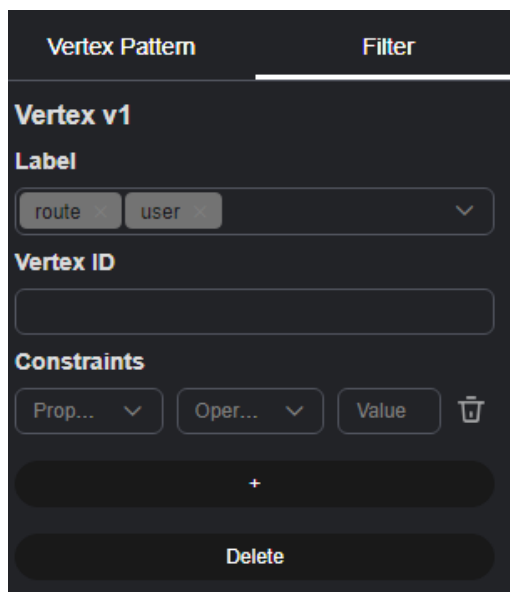 Vertex Pattern Filter
Vertex v1
Label
route × user ×
Vertex ID
Constraints
Prop... Oper... Value
+
Delete